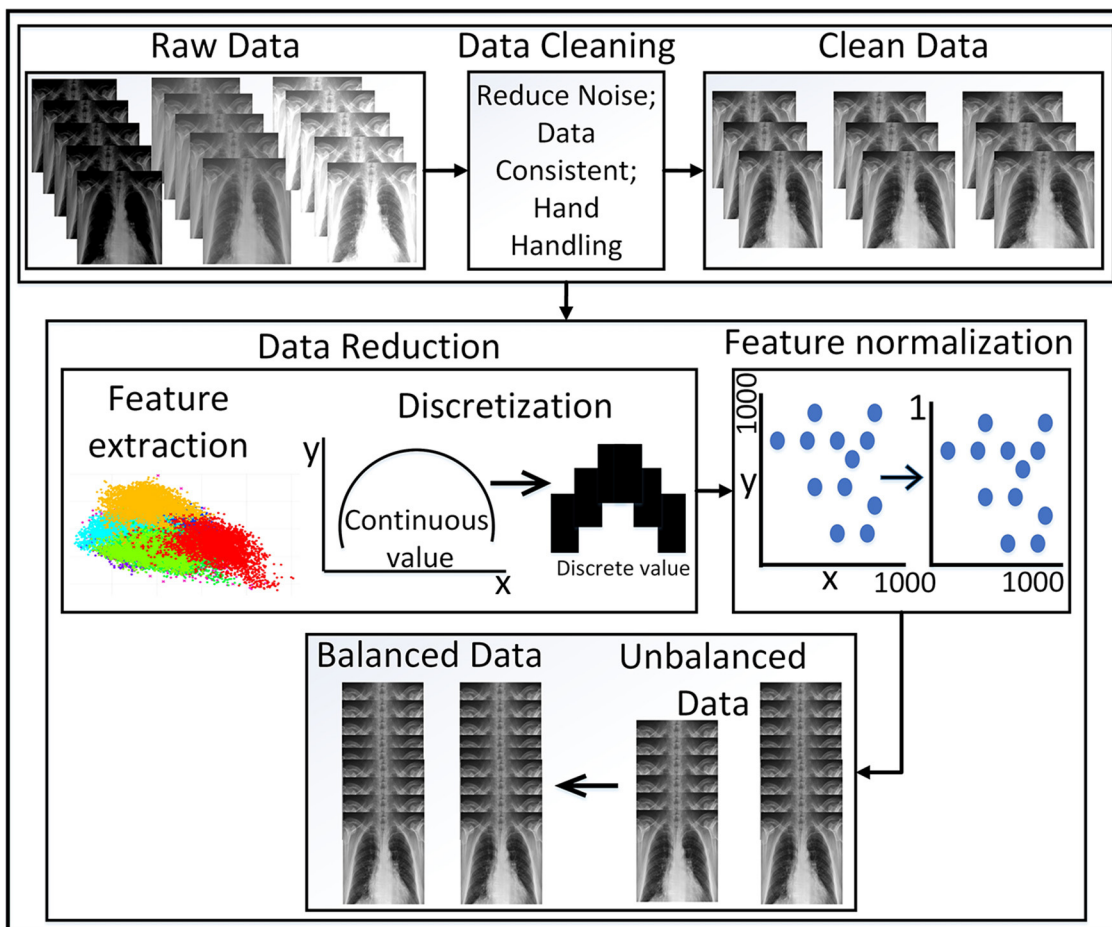 Raw Data
Data Cleaning
Clean Data
Reduce Noise;
Data
Consistent;
Hand
Handling
Data Reduction
Feature normalization
Feature
extraction
Discretization
y
Continuous
value
x
Discrete value
1000
y
x
1000
1
1000
Balanced Data
Unbalanced
Data